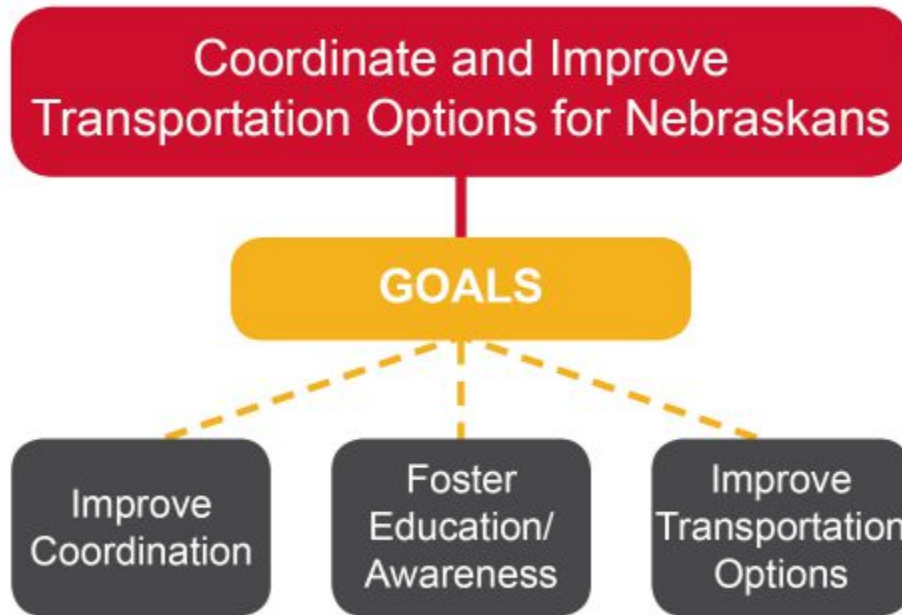 Coordinate and Improve
Transportation Options for Nebraskans
GOALS
Improve
Coordination
Foster
Education/
Awareness
Improve
Transportation
Options